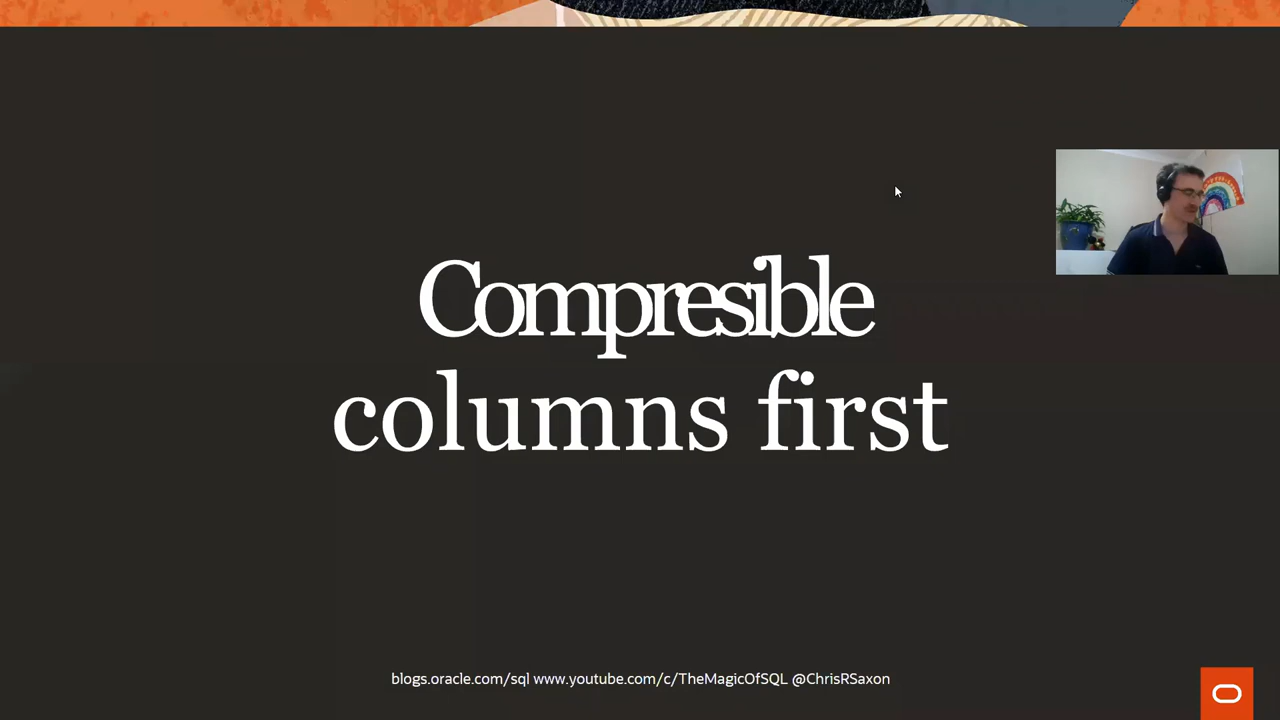 Compresible
columns first
blogs.oracle.com/sql www.youtube.com/c/TheMagicOfSQL @ChrisRSaxon